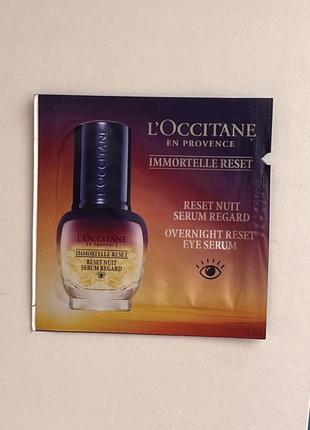 L'OCCITANE
EN PROVENCE
IMMORTELLE RESET
RESET NUIT
SERUM REGARD
OVERNIGHT RESET
EYE SERUM
L'OCCITANE
EN PROVENCE
IMMORTELLE RESET
RESET NUIT
SERUM REGARD